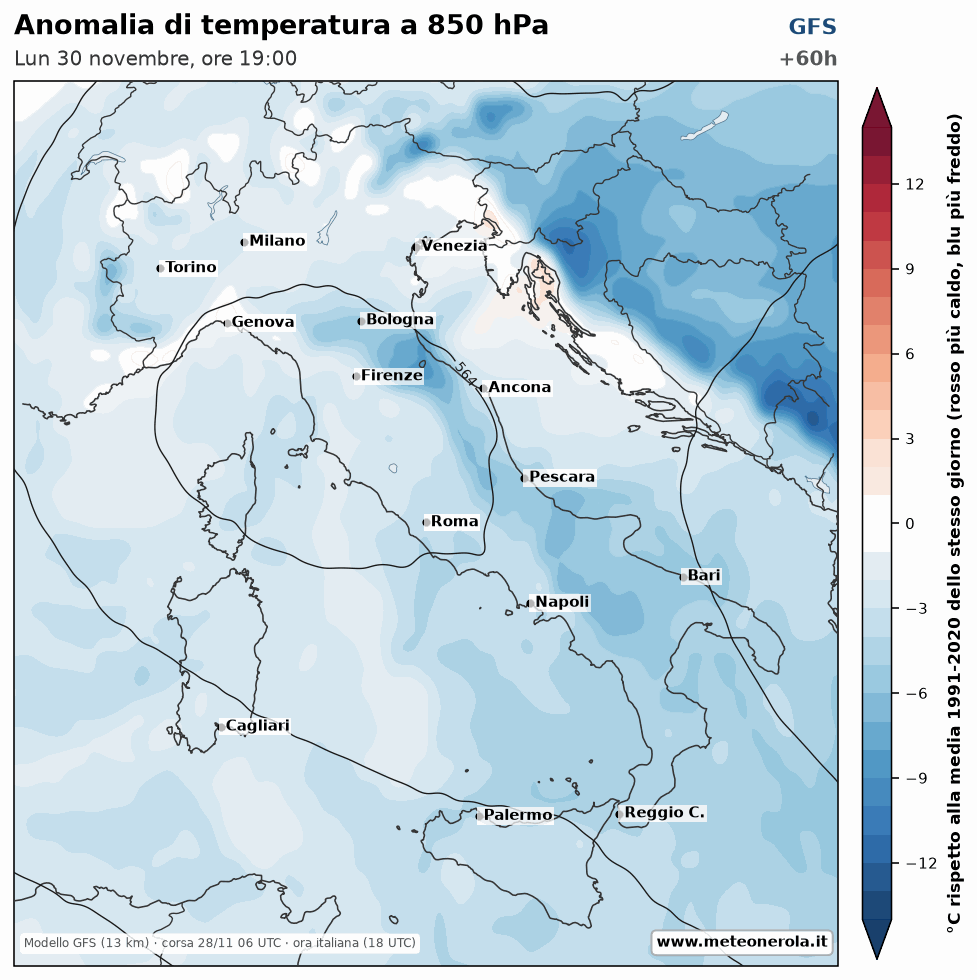 Anomalia di temperatura a 850 hPa
GFS
Lun 30 novembre, ore 19:00
+60h
Milano
Venezia
Torino
Genova
Bologna
Firenze
564
Ancona
Pescara
Roma
Bari
Napoli
Cagliari
Palermo
Reggio C.
Modello GFS (13 km) · corsa 28/11 06 UTC · ora italiana (18 UTC)
www.meteonerola.it
12
9
6
3
0
−3
−6
−9
−12
°C rispetto alla media 1991-2020 dello stesso giorno (rosso più caldo, blu più freddo)